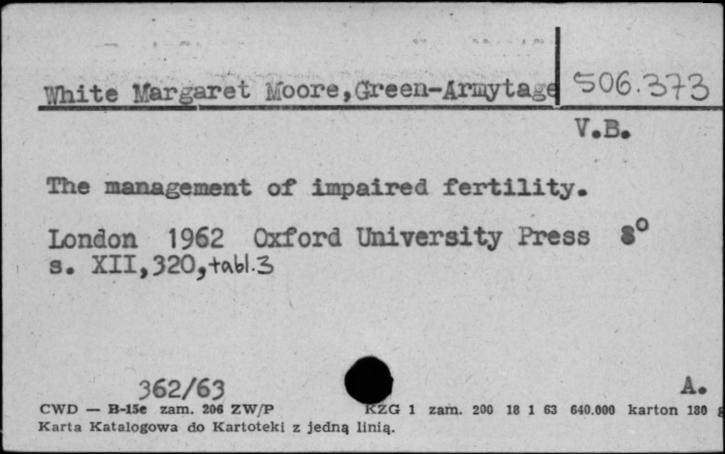 White Margaret Moore,Green-Armytage 506.373
V.B.
The management of impaired fertility.
London 1962 Oxford University Press 8°
s. XII,320,tabl.3
362/63 A.
CWD — B-15c zam. 206 ZW/P KZG 1 zam. 200 18 1 63 640.000 karton 180 g
Karta Katalogowa do Kartoteki z jedną linią.